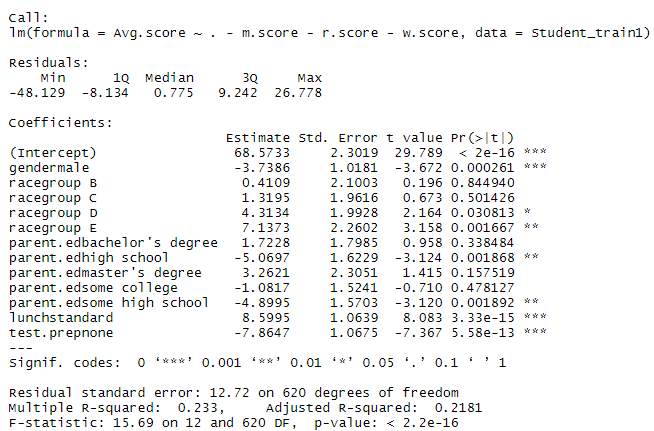 Call:
lm(formula = Avg.score ~ . - m.score - r.score - w.score, data = Student_train1)
Residuals:
Min 1Q Median 3Q Max
-48.129 -8.134 0.775 9.242 26.778
Coefficients:
Estimate Std. Error t value Pr(>|t|)
(Intercept) 68.5733 2.3019 29.789 < 2e-16 ***
gendermale -3.7386 1.0181 -3.672 0.000261 ***
racegroup B 0.4109 2.1003 0.196 0.844940
racegroup C 1.3195 1.9616 0.673 0.501426
racegroup D 4.3134 1.9928 2.164 0.030813 *
racegroup E 7.1373 2.2602 3.158 0.001667 **
parent.edbachelor's degree 1.7228 1.7985 0.958 0.338484
parent.edhigh school -5.0697 1.6229 -3.124 0.001868 **
parent.edmaster's degree 3.2621 2.3051 1.415 0.157519
parent.edsome college -1.0817 1.5241 -0.710 0.478127
parent.edsome high school -4.8995 1.5703 -3.120 0.001892 **
lunchstandard 8.5995 1.0639 8.083 3.33e-15 ***
test.prepnone -7.8647 1.0675 -7.367 5.58e-13 ***
---
Signif. codes: 0 ‘***’ 0.001 ‘**’ 0.01 ‘*’ 0.05 ‘.’ 0.1 ‘ ’ 1
Residual standard error: 12.72 on 620 degrees of freedom
Multiple R-squared: 0.233, Adjusted R-squared: 0.2181
F-statistic: 15.69 on 12 and 620 DF, p-value: < 2.2e-16